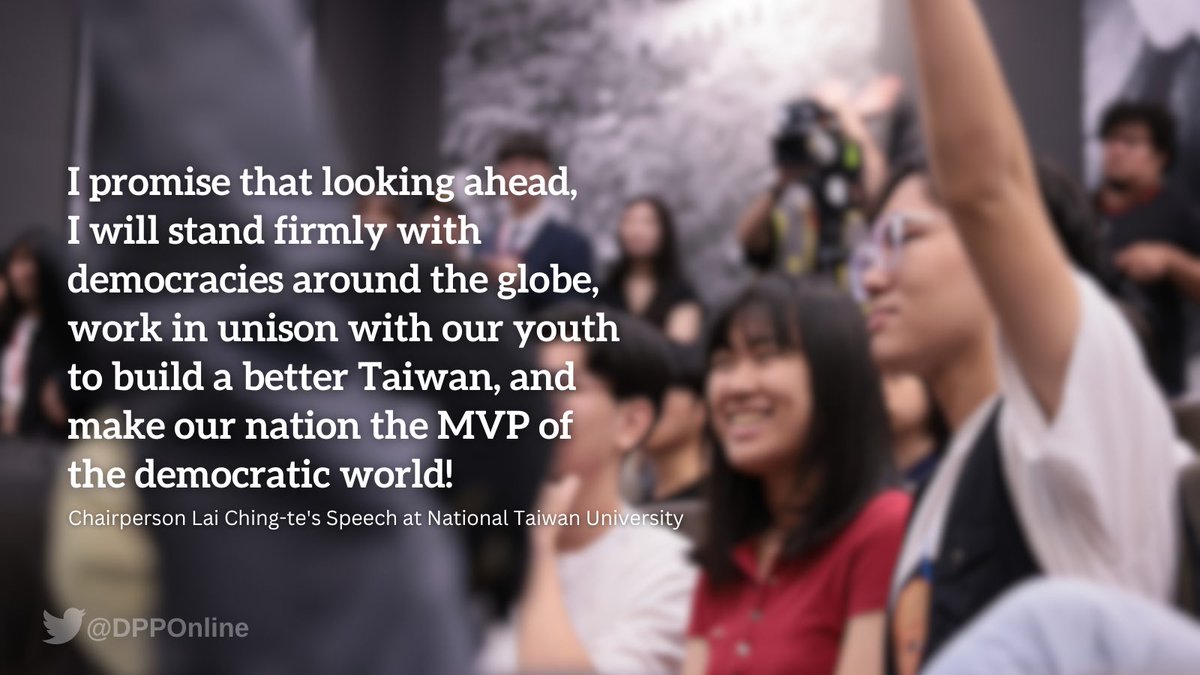 I promise that looking ahead,
I will stand firmly with
democracies around the globe,
work in unison with our youth
to build a better Taiwan, and
make our nation the MVP of
the democratic world!
Chairperson Lai Ching-te's Speech at National Taiwan University
@DPPOnline